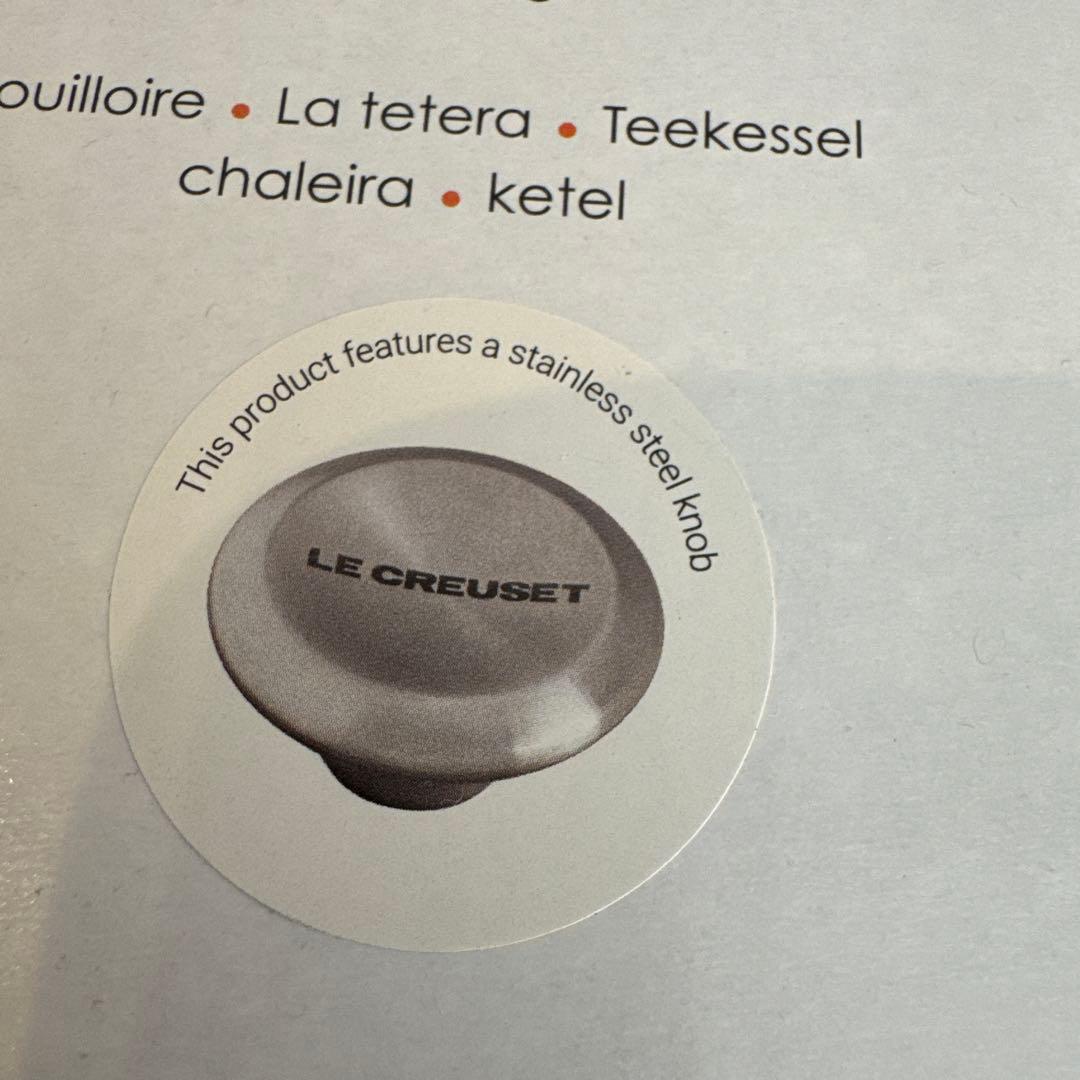 ouilloire • La tetera • Teekessel
chaleira • ketel
This product features a stainless steel knob
LE CREUSET